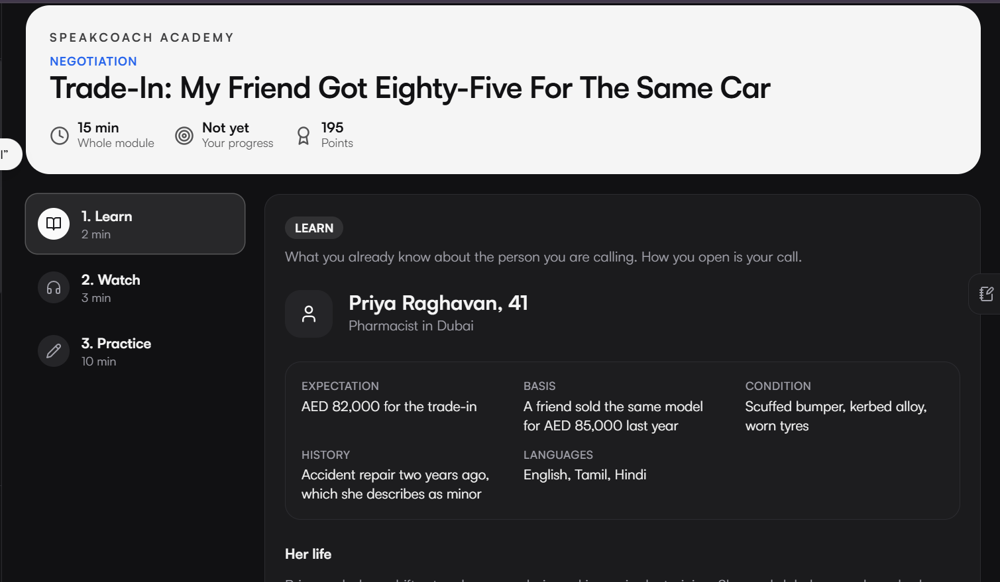 SPEAKCOACH ACADEMY
NEGOTIATION
Trade-In: My Friend Got Eighty-Five For The Same Car
15 min
Whole module
Not yet
Your progress
195
Points
l”
1. Learn
2 min
2. Watch
3 min
3. Practice
10 min
LEARN
What you already know about the person you are calling. How you open is your call.
Priya Raghavan, 41
Pharmacist in Dubai
EXPECTATION
AED 82,000 for the trade-in
BASIS
A friend sold the same model
for AED 85,000 last year
CONDITION
Scuffed bumper, kerbed alloy,
worn tyres
HISTORY
Accident repair two years ago,
which she describes as minor
LANGUAGES
English, Tamil, Hindi
Her life